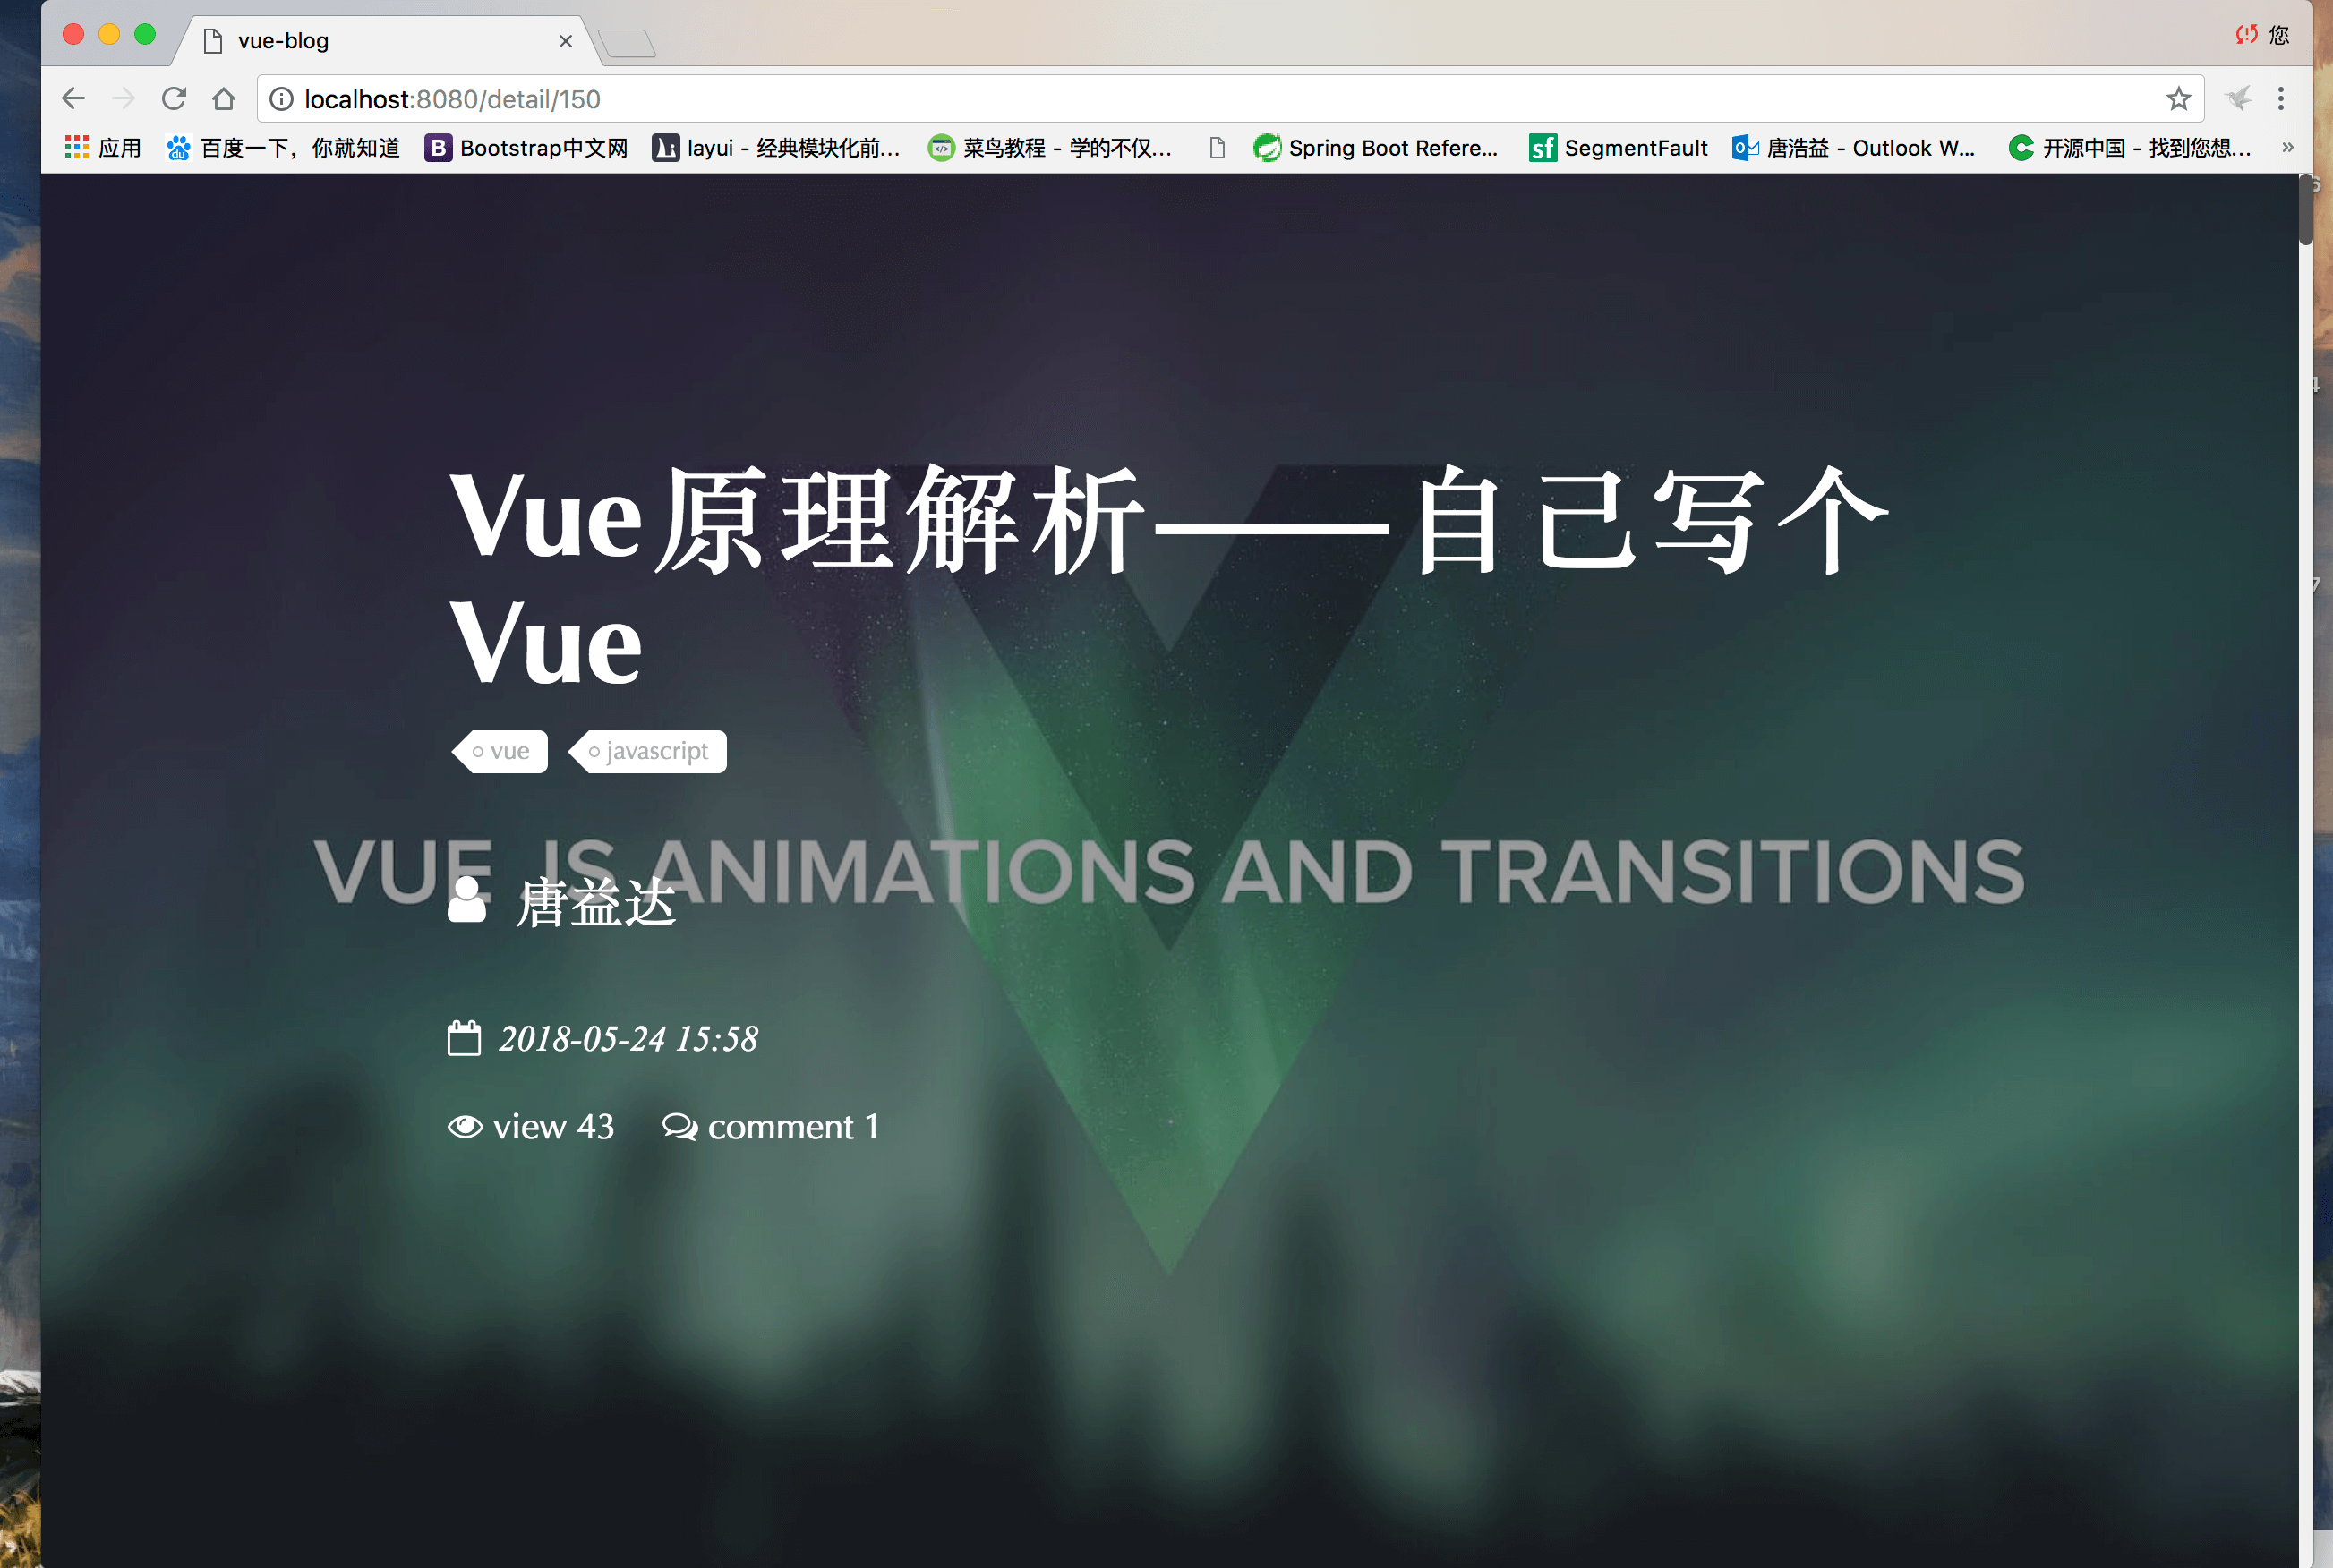 vue-blog
您
localhost:8080/detail/150
应用 百度一下，你就知道 Bootstrap中文网 layui - 经典模块化前... 菜鸟教程 - 学的不仅... Spring Boot Refere... SegmentFault 唐浩益 - Outlook W... 开源中国 - 找到您想... »
Vue原理解析——自己写个
Vue
vue javascript
VUE JS ANIMATIONS AND TRANSITIONS
唐益达
2018-05-24 15:58
view 43 comment 1